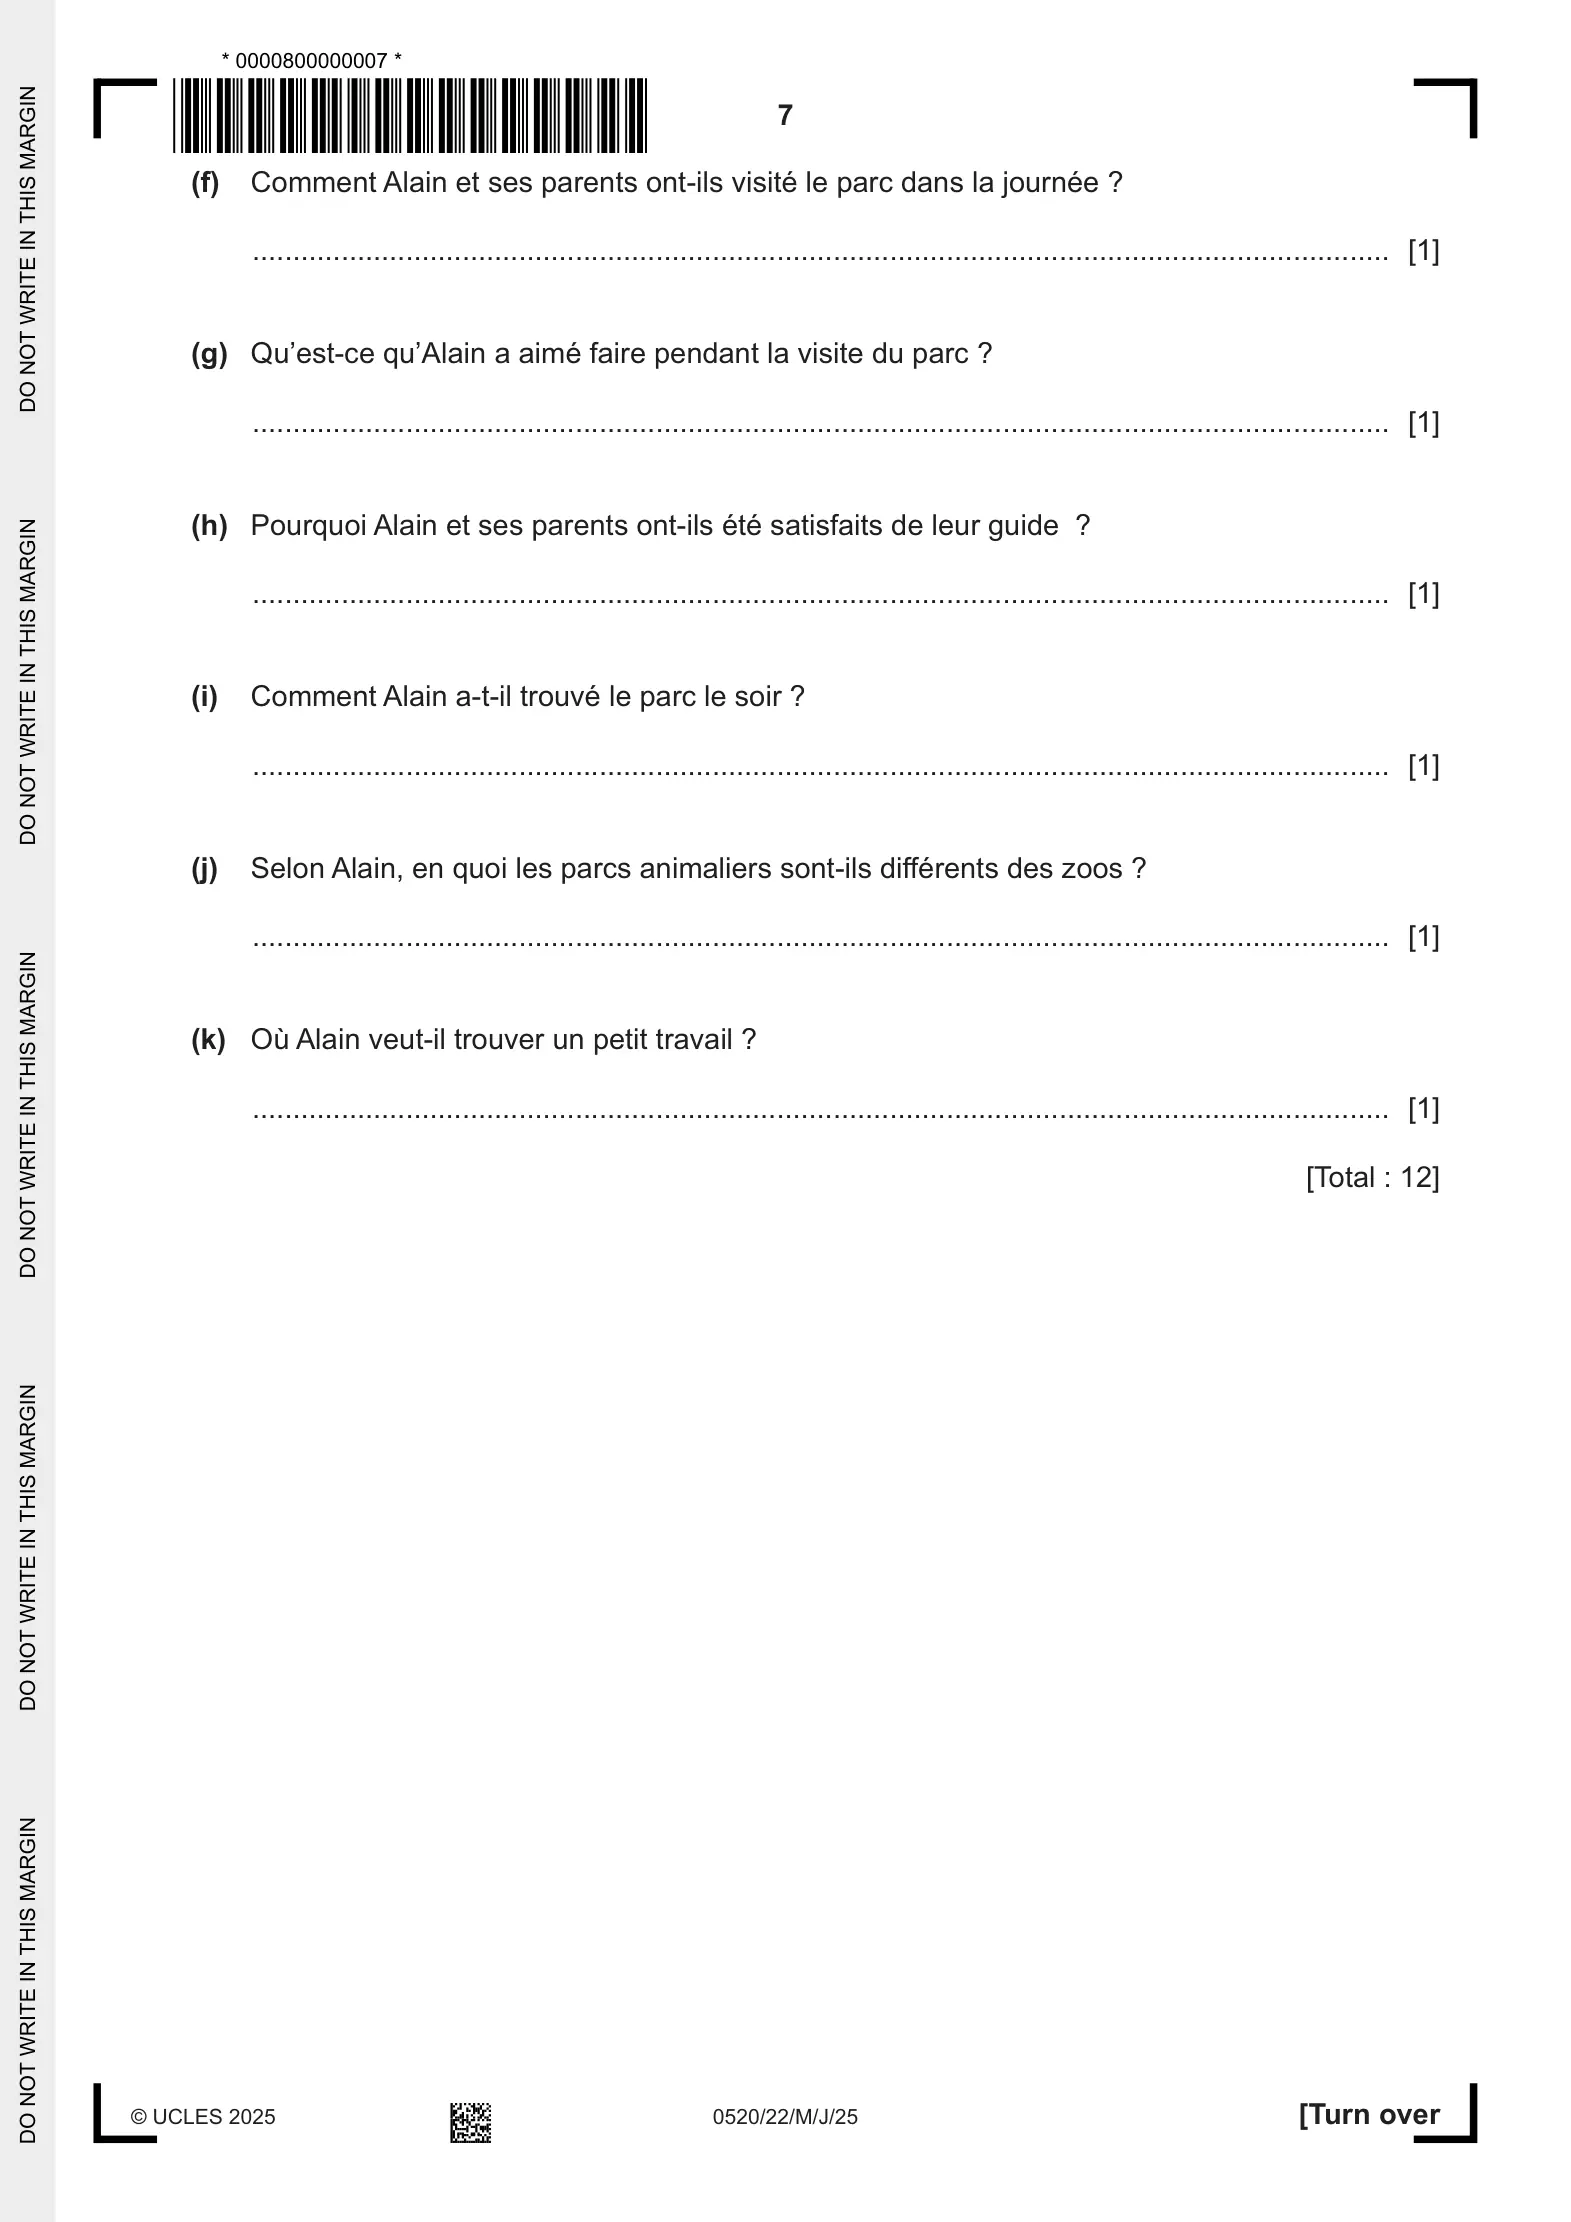 * 0000800000007 *
7
(f) Comment Alain et ses parents ont-ils visité le parc dans la journée ?
.......................................................................................................................................... [1]
(g) Qu’est-ce qu’Alain a aimé faire pendant la visite du parc ?
.......................................................................................................................................... [1]
(h) Pourquoi Alain et ses parents ont-ils été satisfaits de leur guide  ?
.......................................................................................................................................... [1]
(i) Comment Alain a-t-il trouvé le parc le soir ?
.......................................................................................................................................... [1]
(j) Selon Alain, en quoi les parcs animaliers sont-ils différents des zoos ?
.......................................................................................................................................... [1]
(k) Où Alain veut-il trouver un petit travail ?
.......................................................................................................................................... [1]
[Total : 12]
DO NOT WRITE IN THIS MARGIN
DO NOT WRITE IN THIS MARGIN
DO NOT WRITE IN THIS MARGIN
DO NOT WRITE IN THIS MARGIN
DO NOT WRITE IN THIS MARGIN
© UCLES 2025
0520/22/M/J/25
[Turn over